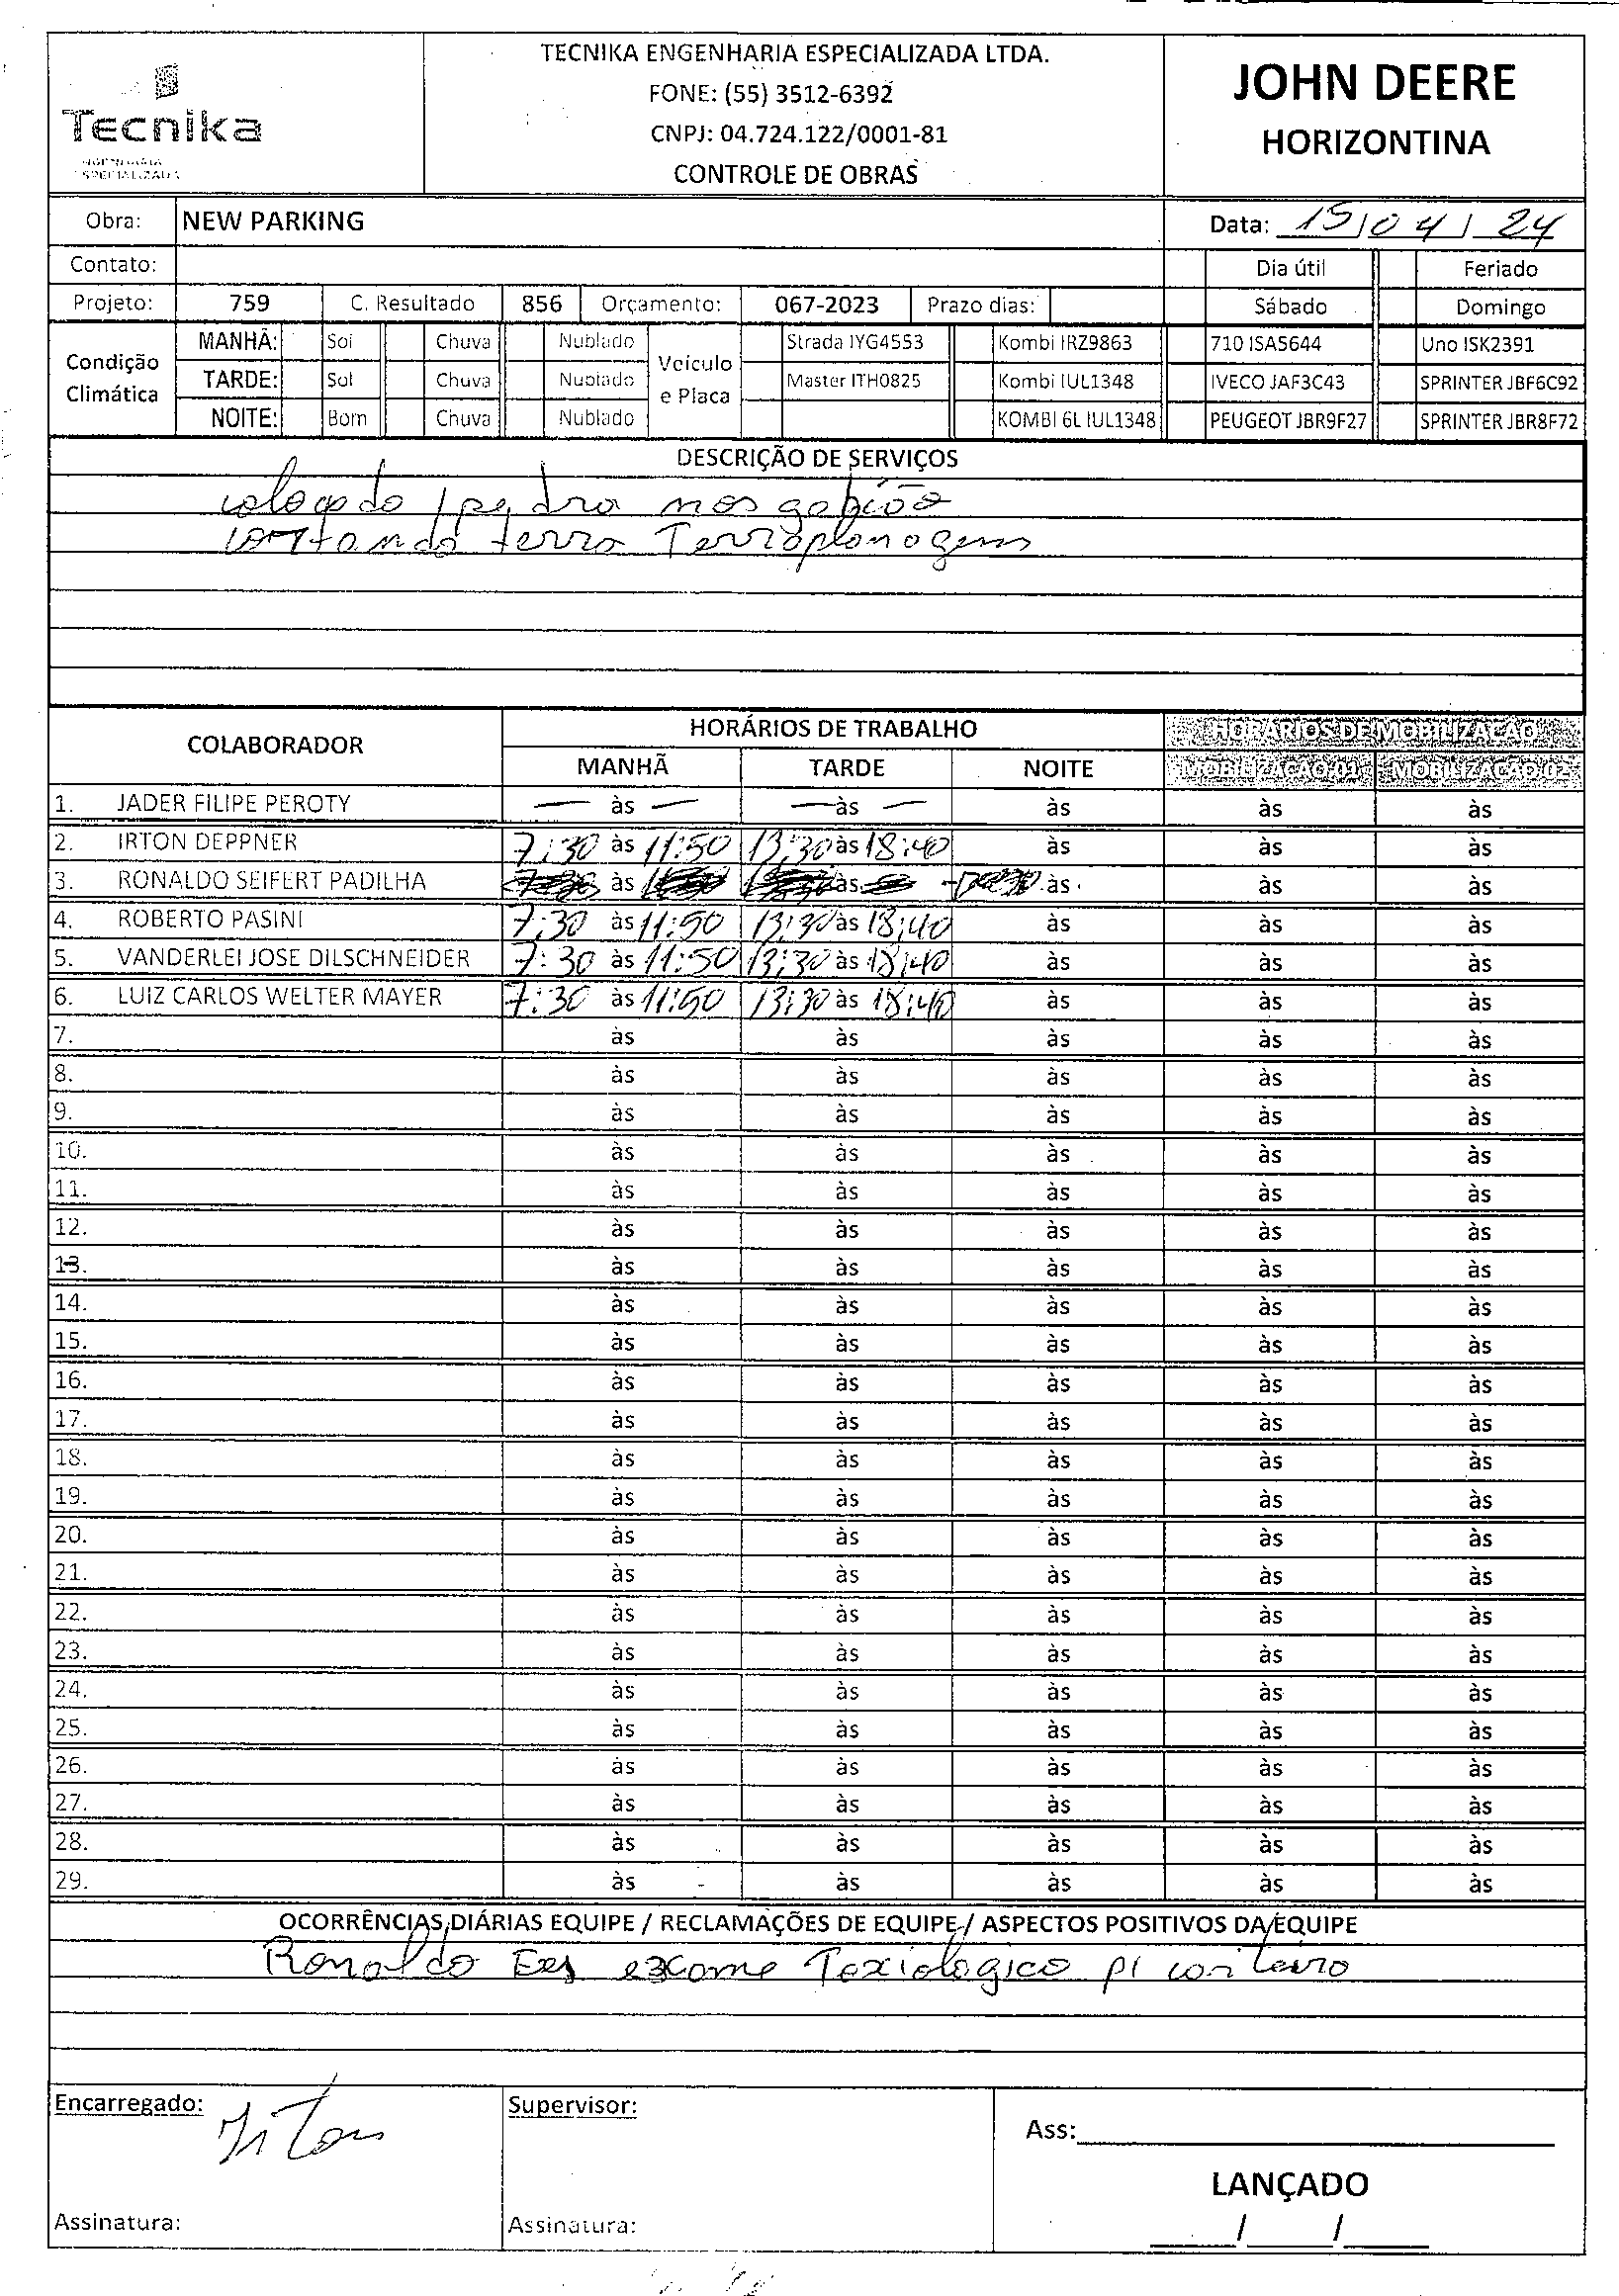 TECNIKA ENGENHARIA ESPECIALIZADA LTDA.
FONE: (55) 3512-6392
CNPJ: 04.724.122/0001-81
CONTROLE DE OBRAS
Tecnika
ENGENHARIA
ESPECIALIZADA
JOHN DEERE
HORIZONTINA
Obra: NEW PARKING Data: 15/04/24
Contato: Dia útil Feriado
Projeto: 759 C. Resultado 856 Orçamento: 067-2023 Prazo dias: Sábado Domingo
Condição Climática
MANHÃ: Sol Chuva Nublado Veículo e Placa Strada IYG4553 Kombi IRZ9863 710 ISA5644 Uno ISK2391
TARDE: Sol Chuva Nublado Master ITH0825 Kombi IUL1348 IVECO JAF3C43 SPRINTER JBF6C92
NOITE: Bom Chuva Nublado KOMBI 6L IUL1348 PEUGEOT JBR9F27 SPRINTER JBR8F72
DESCRIÇÃO DE SERVIÇOS
colocado pedra nos gabião
cortando terra Terraplanagem
COLABORADOR HORÁRIOS DE TRABALHO HORÁRIOS DE MOBILIZAÇÃO
MANHÃ TARDE NOITE MOBILIZAÇÃO 01 MOBILIZAÇÃO 02
1. JADER FILIPE PEROTY — às — — às — às às às
2. IRTON DEPPNER 7:30 às 11:50 13:30 às 18:40 às às às
3. RONALDO SEIFERT PADILHA às às às às às
4. ROBERTO PASINI 7:30 às 11:50 13:30 às 18:40 às às às
5. VANDERLEI JOSE DILSCHNEIDER 7:30 às 11:50 13:30 às 18:40 às às às
6. LUIZ CARLOS WELTER MAYER 7:30 às 11:50 13:30 às 18:40 às às às
7. às às às às às
8. às às às às às
9. às às às às às
10. às às às às às
11. às às às às às
12. às às às às às
13. às às às às às
14. às às às às às
15. às às às às às
16. às às às às às
17. às às às às às
18. às às às às às
19. às às às às às
20. às às às às às
21. às às às às às
22. às às às às às
23. às às às às às
24. às às às às às
25. às às às às às
26. às às às às às
27. às às às às às
28. às às às às às
29. às às às às às
OCORRÊNCIAS DIÁRIAS EQUIPE / RECLAMAÇÕES DE EQUIPE / ASPECTOS POSITIVOS DA EQUIPE
Ronaldo exame Toxiologico p/
Encarregado: Irton Supervisor:
Ass:
LANÇADO
Assinatura: Assinatura: / /